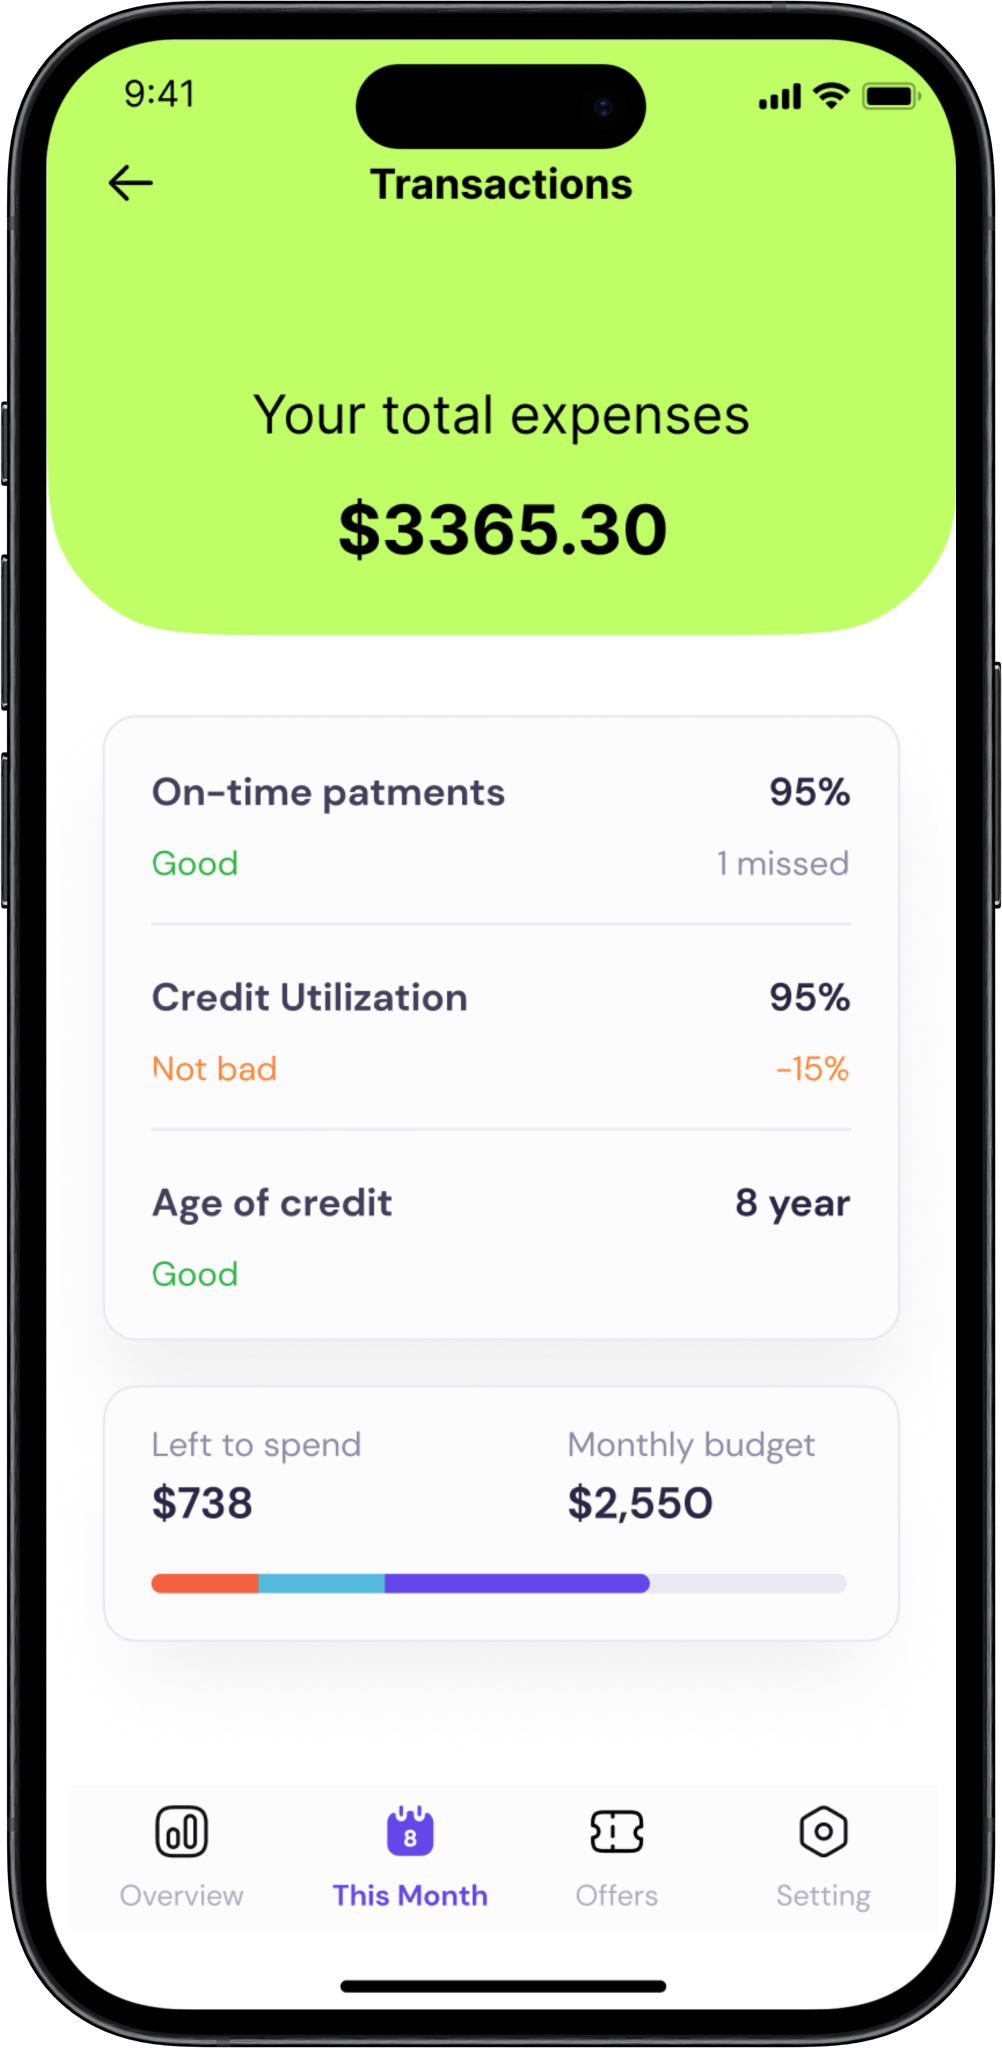 9:41
Transactions
Your total expenses
$3365.30
On-time patments 95%
Good 1 missed
Credit Utilization 95%
Not bad -15%
Age of credit 8 year
Good
Left to spend Monthly budget
$738 $2,550
8
Overview This Month Offers Setting